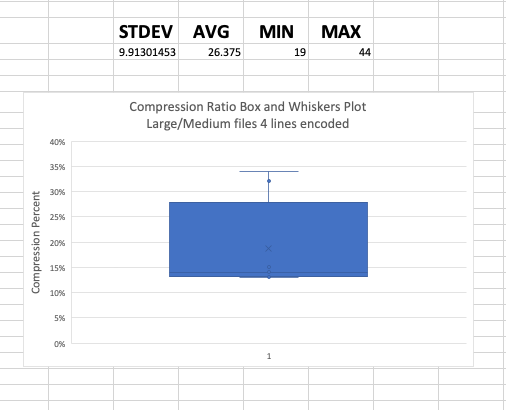 STDEV AVG MIN MAX
9.91301453 26.375 19 44
Compression Ratio Box and Whiskers Plot
Large/Medium files 4 lines encoded
Compression Percent
40%
35%
30%
25%
20%
15%
10%
5%
0%
1